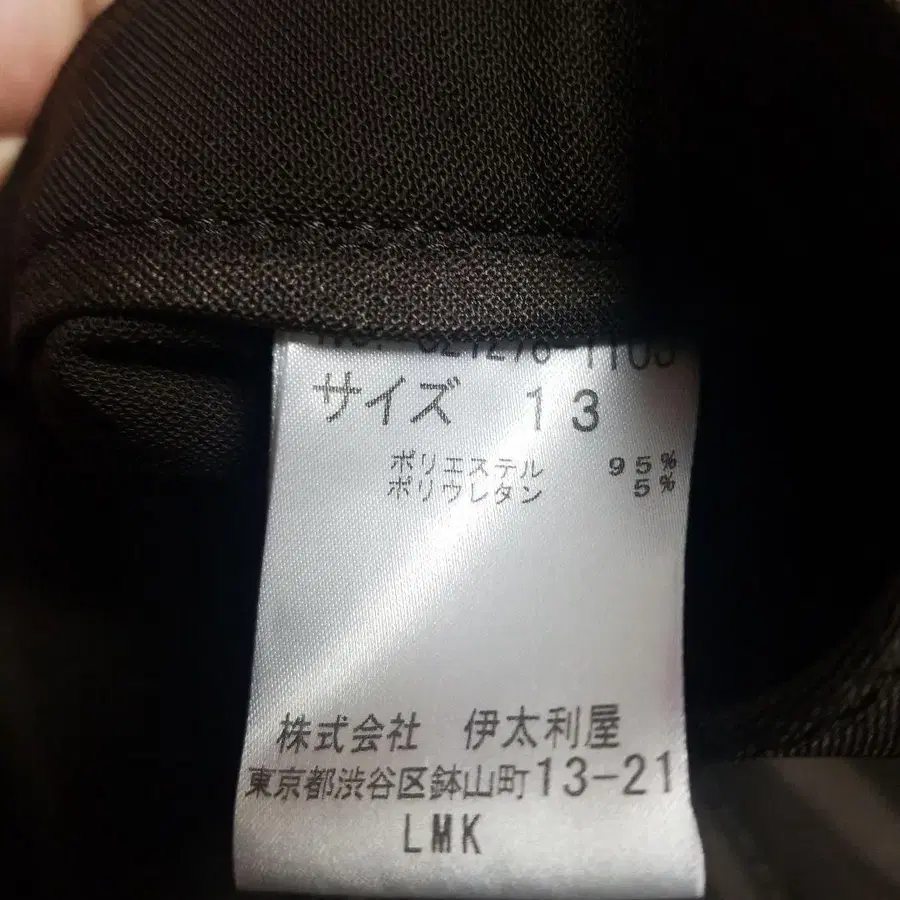 サイズ 13
ポリエステル 95%
ポリウレタン 5%
株式会社 伊太利屋
東京都渋谷区鉢山町13-21
LMK